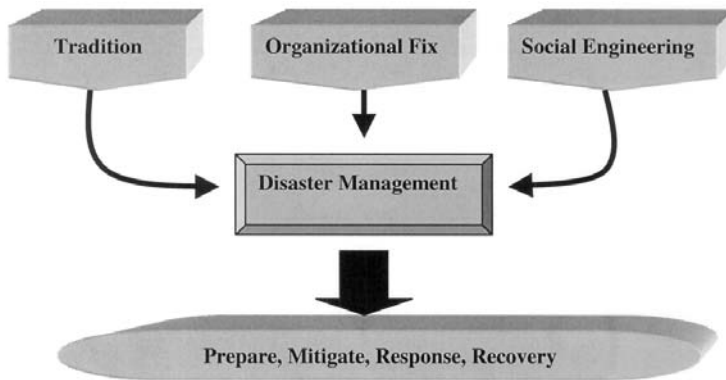 Tradition
Organizational Fix
Social Engineering
Disaster Management
Prepare, Mitigate, Response, Recovery